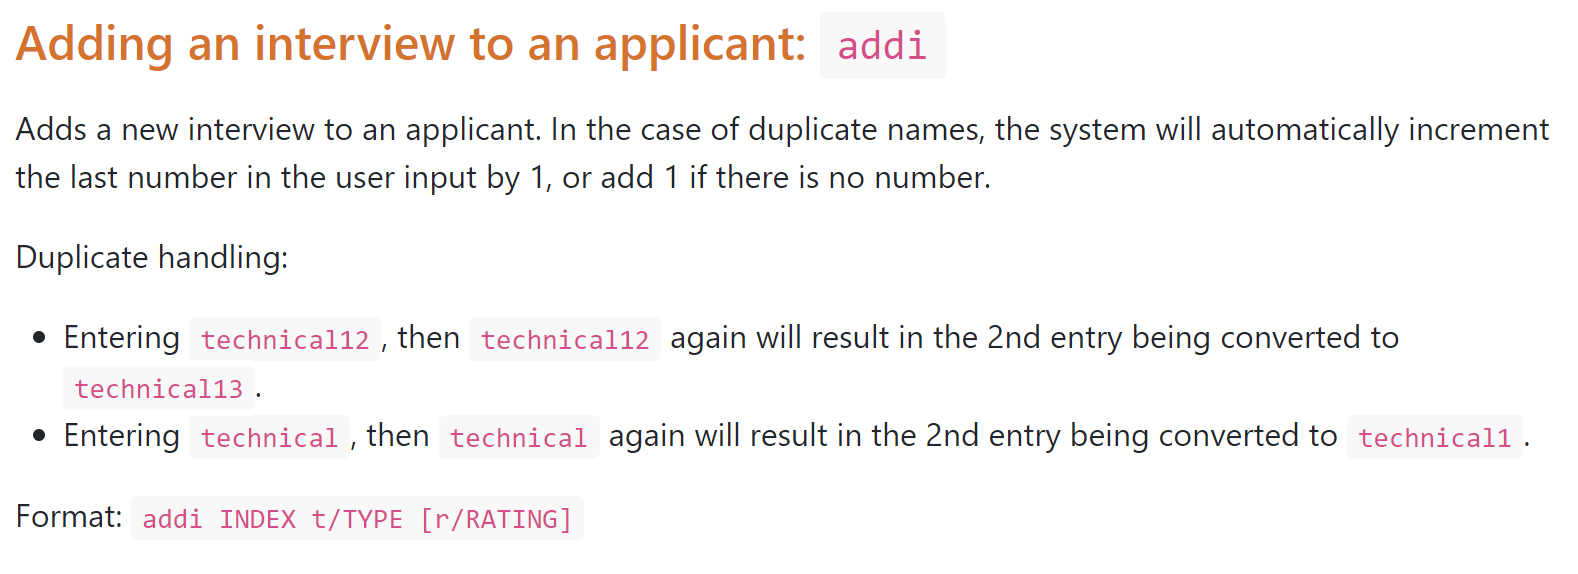 Adding an interview to an applicant: addi
Adds a new interview to an applicant. In the case of duplicate names, the system will automatically increment
the last number in the user input by 1, or add 1 if there is no number.
Duplicate handling:
• Entering technical12, then technical12 again will result in the 2nd entry being converted to
technical13.
• Entering technical, then technical again will result in the 2nd entry being converted to technical1.
Format: addi INDEX t/TYPE [r/RATING]